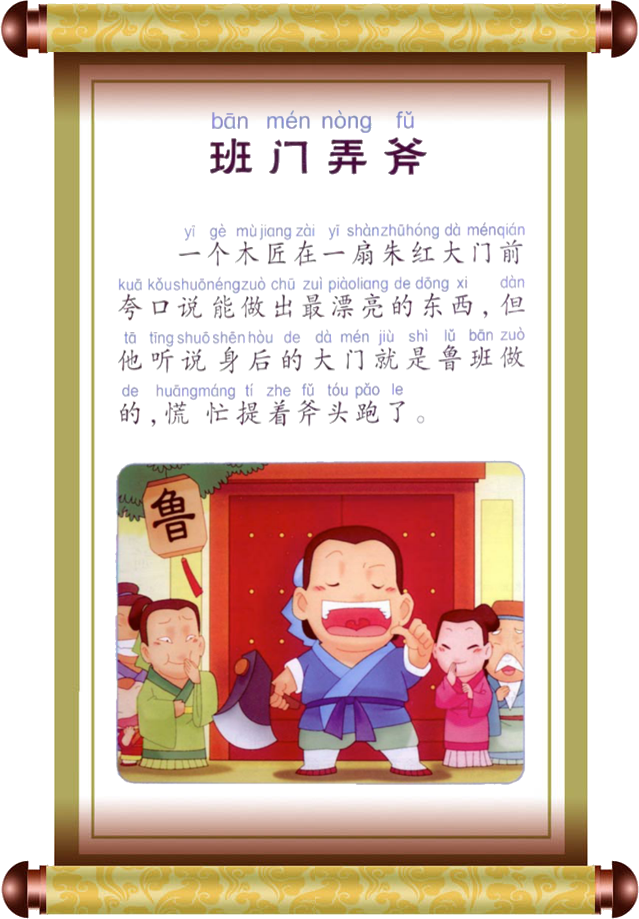 bān mén nòng fǔ
班门弄斧
yī gè mù jiang zài yī shànzhūhóng dà ménqián
一个木匠在一扇朱红大门前
kuā kǒushuōnéngzuò chū zuì piàoliang de dōng xi dàn
夸口说能做出最漂亮的东西,但
tā tīng shuō shēn hòu de dà mén jiù shì lǔ bān zuò
他听说身后的大门就是鲁班做
de huāngmáng tí zhe fǔ tóu pǎo le
的,慌忙提着斧头跑了。
鲁